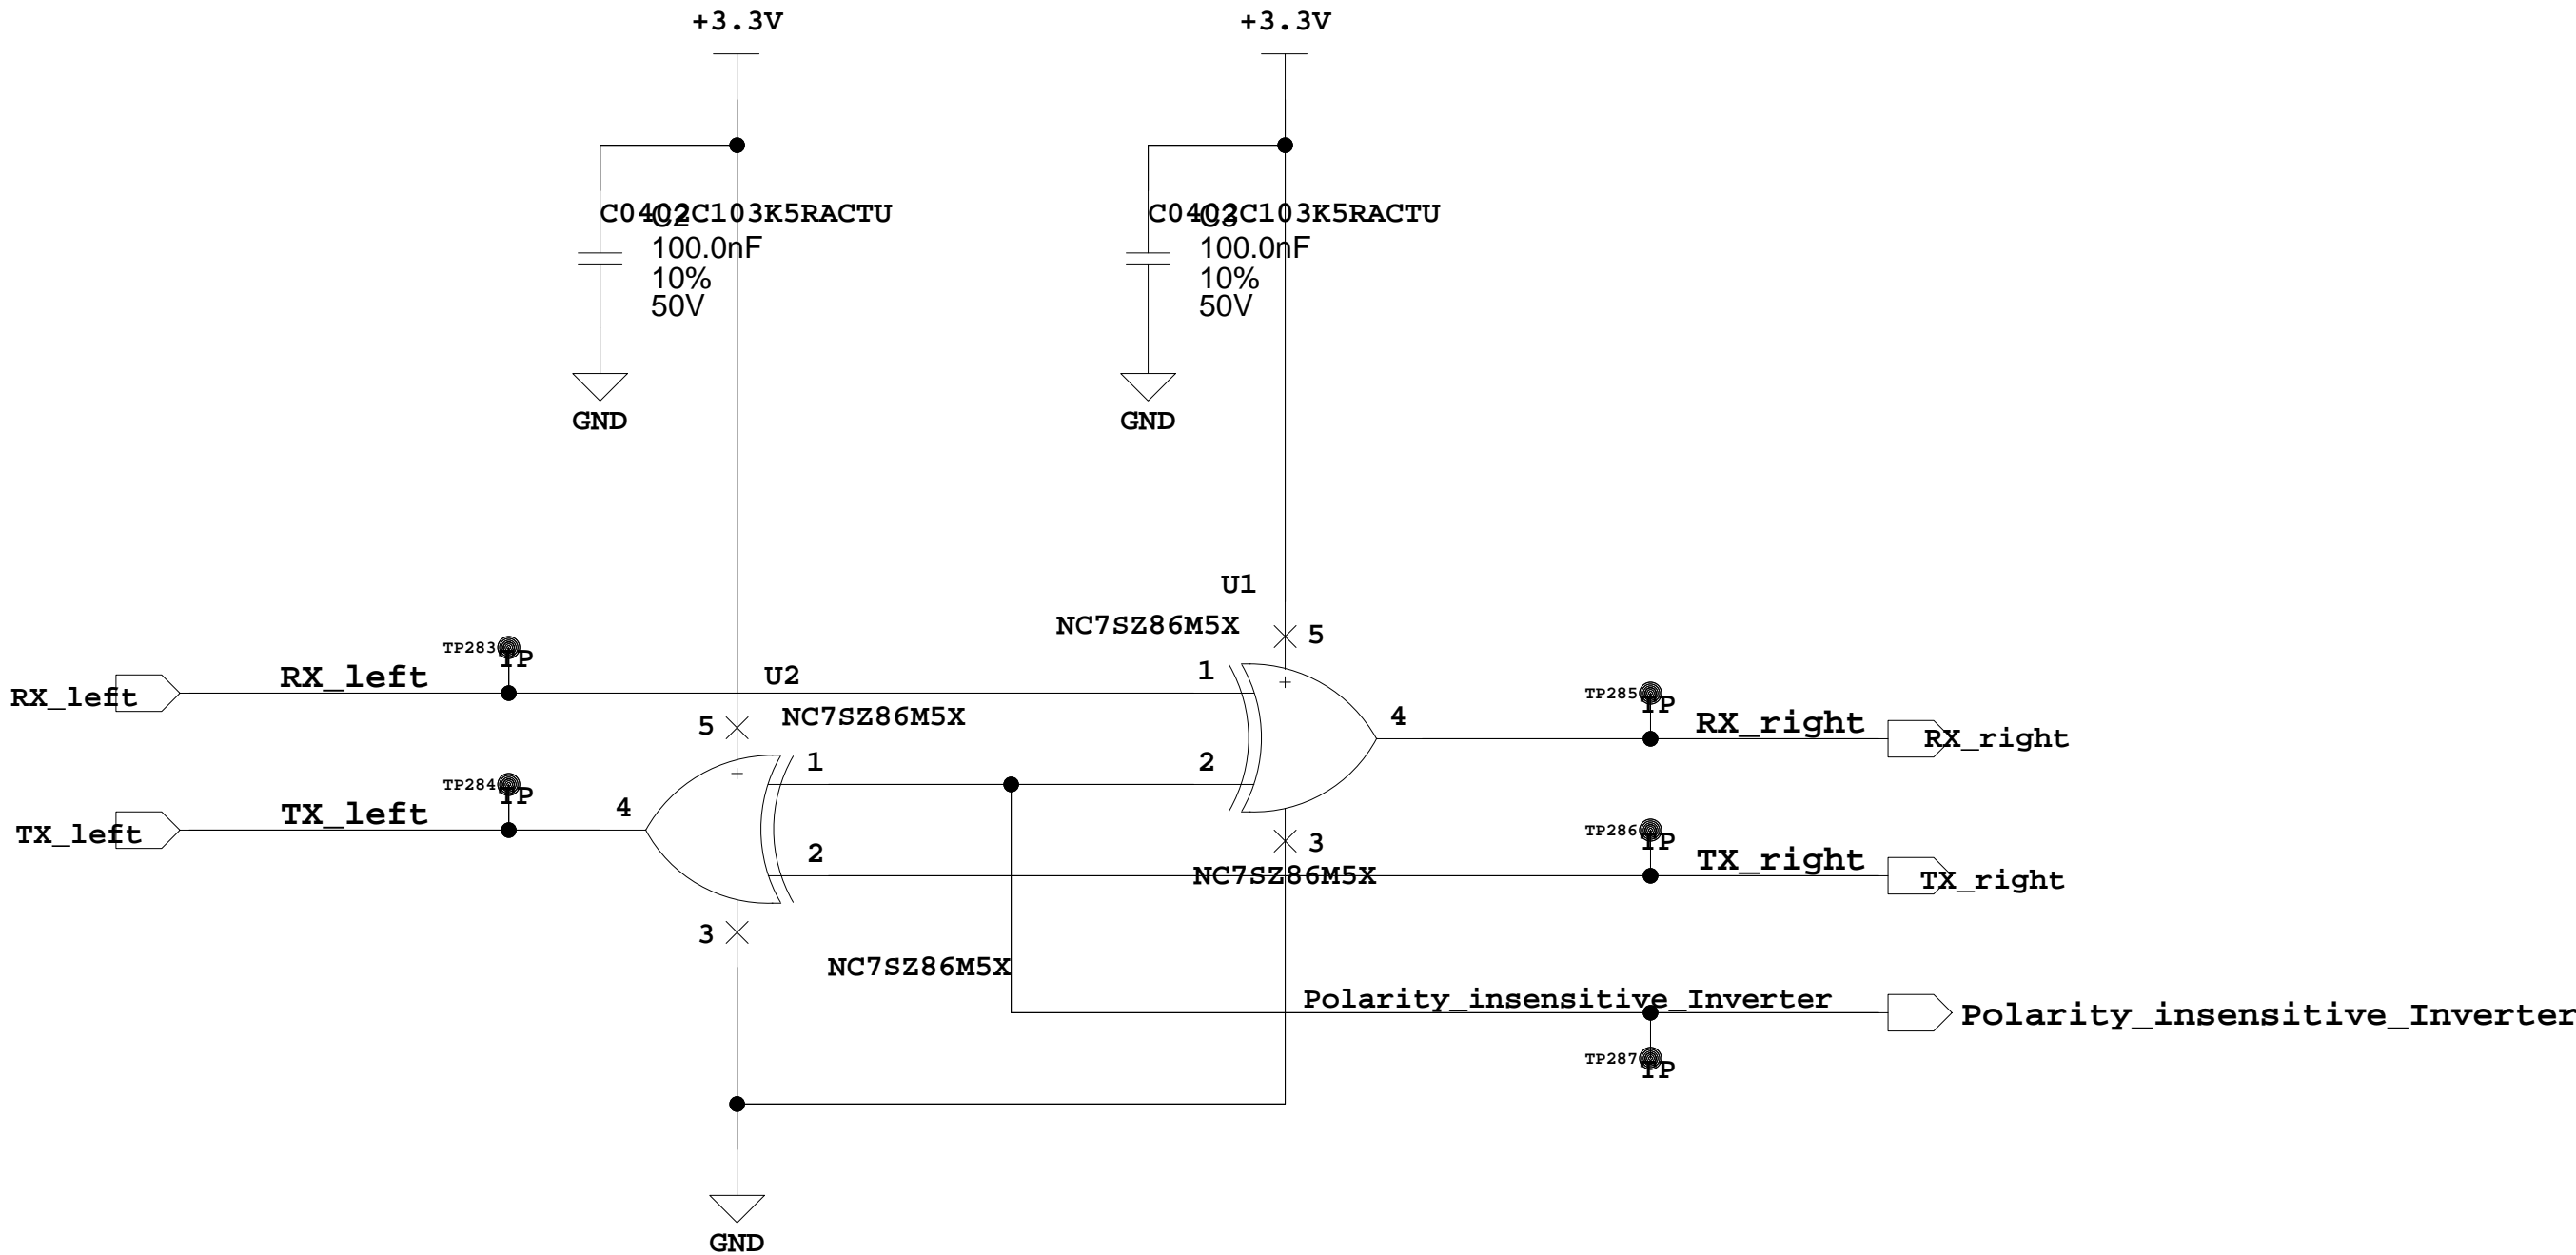 +3.3V
+3.3V
C0402C103K5RACTU
C2
100.0nF
10%
50V
GND
C0402C103K5RACTU
C3
100.0nF
10%
50V
GND
U1
NC7SZ86M5X
5
1
2
4
3
NC7SZ86M5X
U2
NC7SZ86M5X
5
1
2
4
3
NC7SZ86M5X
RX_left
RX_left
TP283
TP
TX_left
TX_left
TP284
TP
TP285
TP
RX_right
RX_right
TP286
TP
TX_right
TX_right
Polarity_insensitive_Inverter
Polarity_insensitive_Inverter
TP287
TP
GND